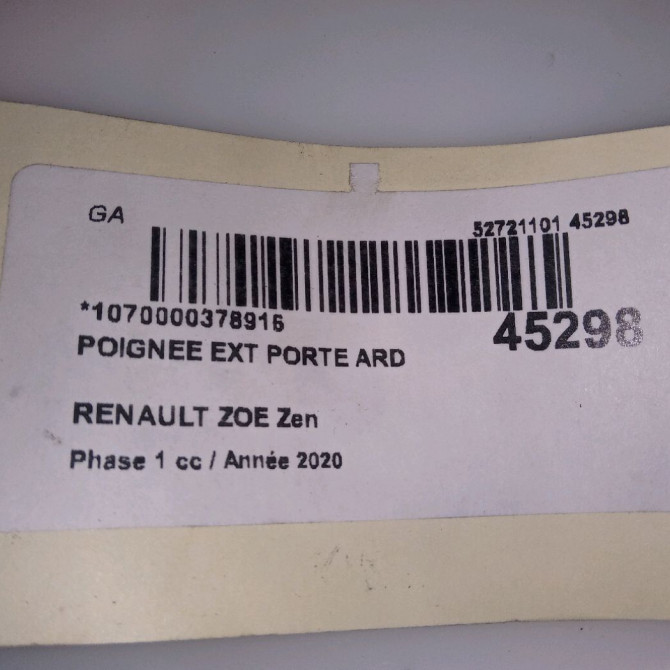 GA
52721101 45298
*1070000378916
45298
POIGNEE EXT PORTE ARD
RENAULT ZOE Zen
Phase 1 cc / Année 2020